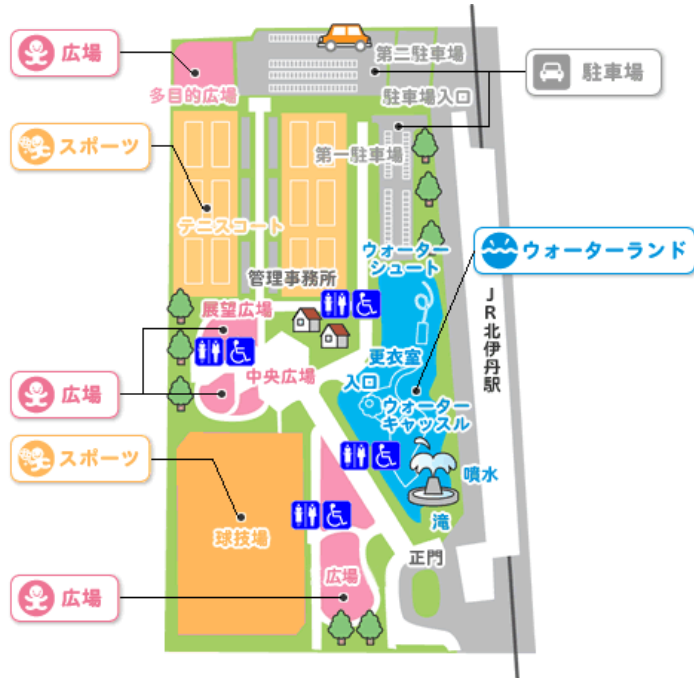 広場
第二駐車場
駐車場
多目的広場
駐車場入口
スポーツ
第一駐車場
テニスコート
ウォーター
シュート
ウォーターランド
管理事務所
JR北伊丹駅
展望広場
更衣室
中央広場
入口
広場
ウォーター
キャッスル
スポーツ
噴水
球技場
滝
正門
広場
広場